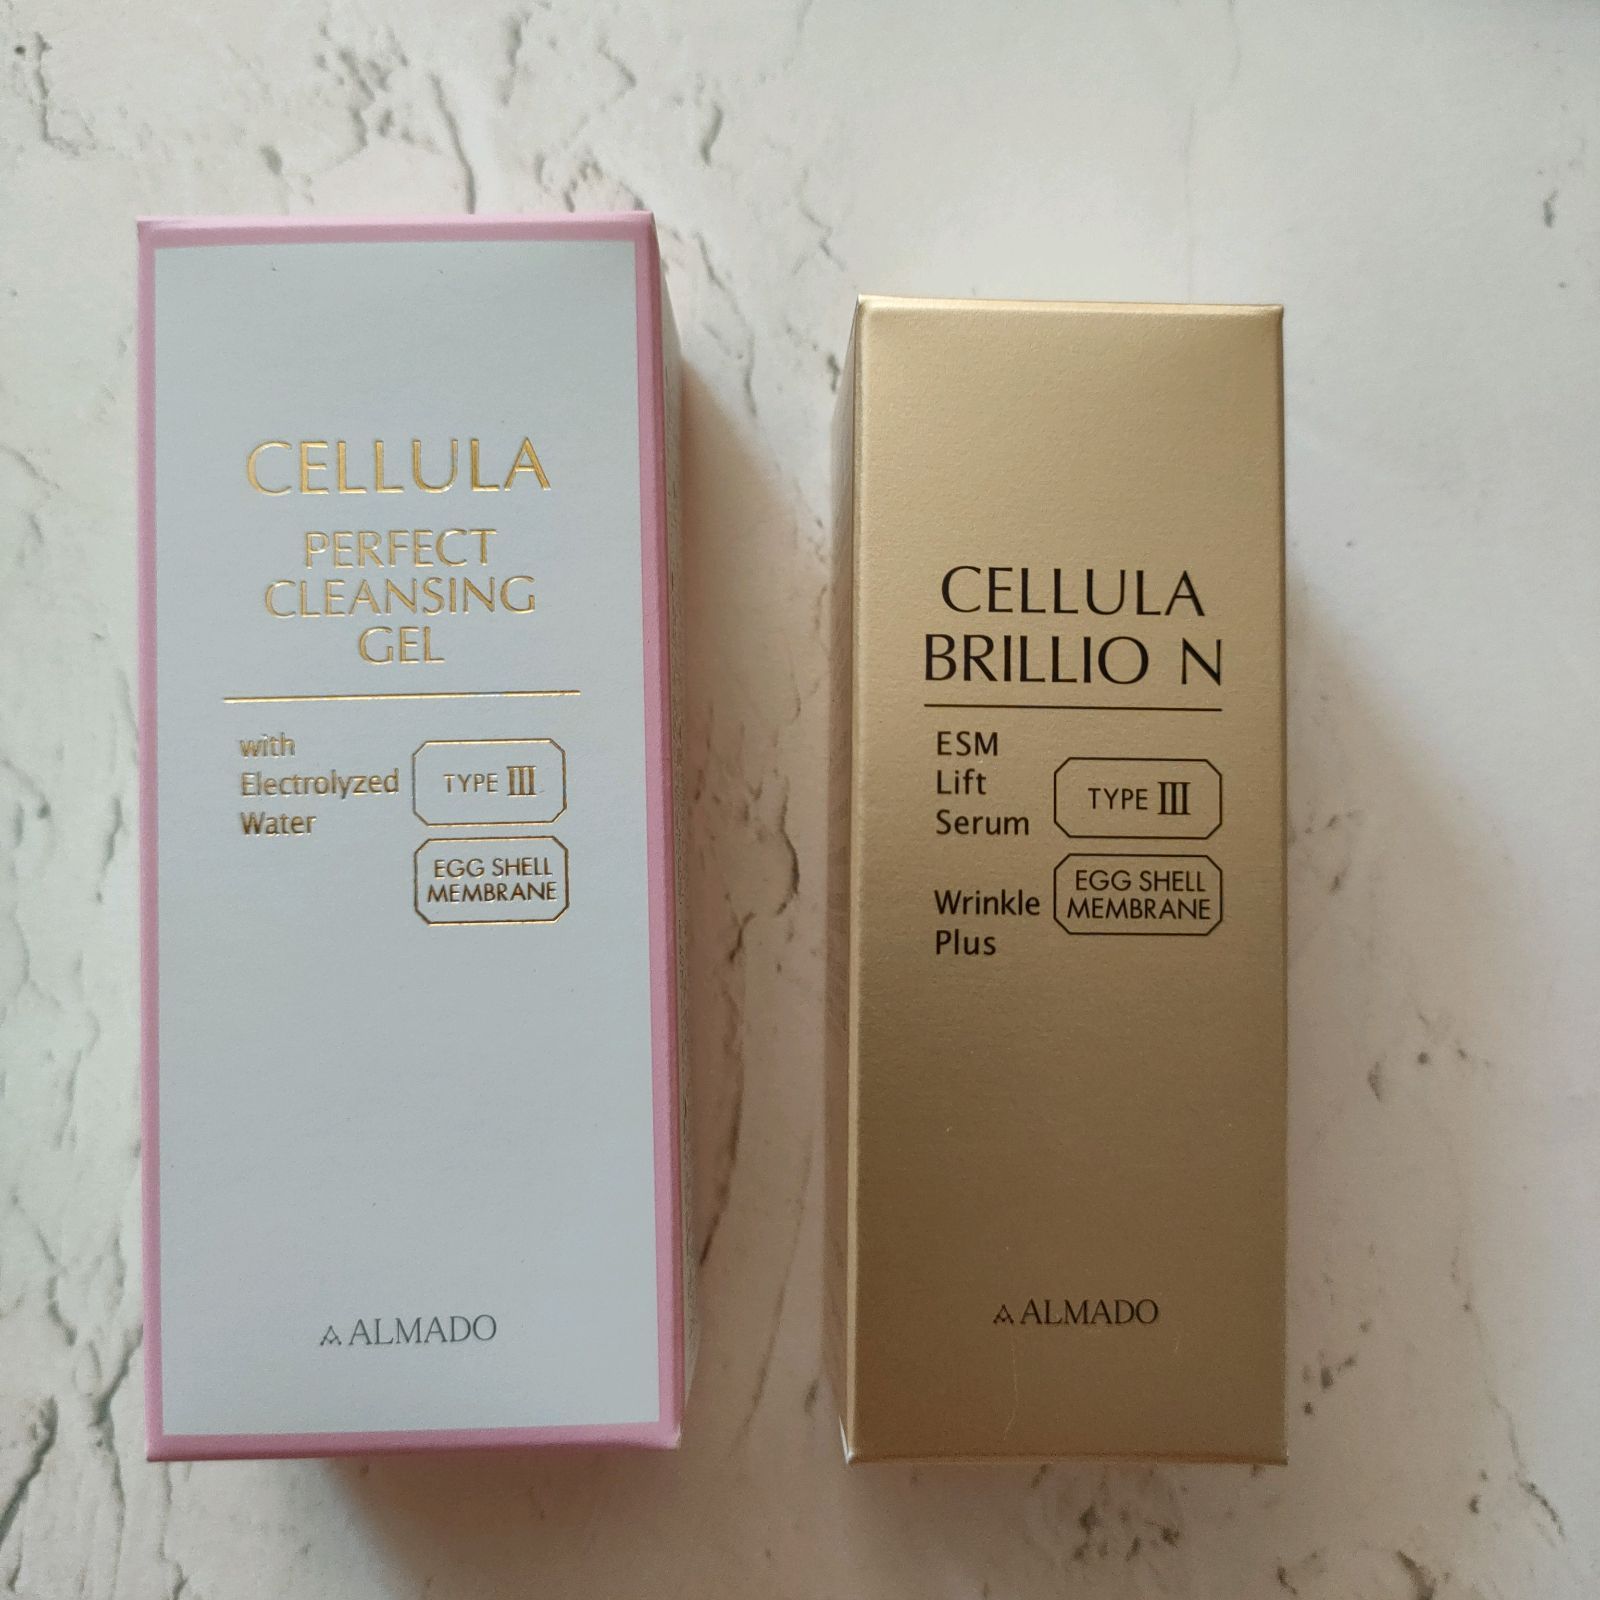 CELLULA
PERFECT
CLEANSING
GEL
with
Electrolyzed
Water
TYPE III
EGG SHELL
MEMBRANE
ALMADO
CELLULA
BRILLIO N
ESM
Lift
Serum
Wrinkle
Plus
TYPE III
EGG SHELL
MEMBRANE
ALMADO